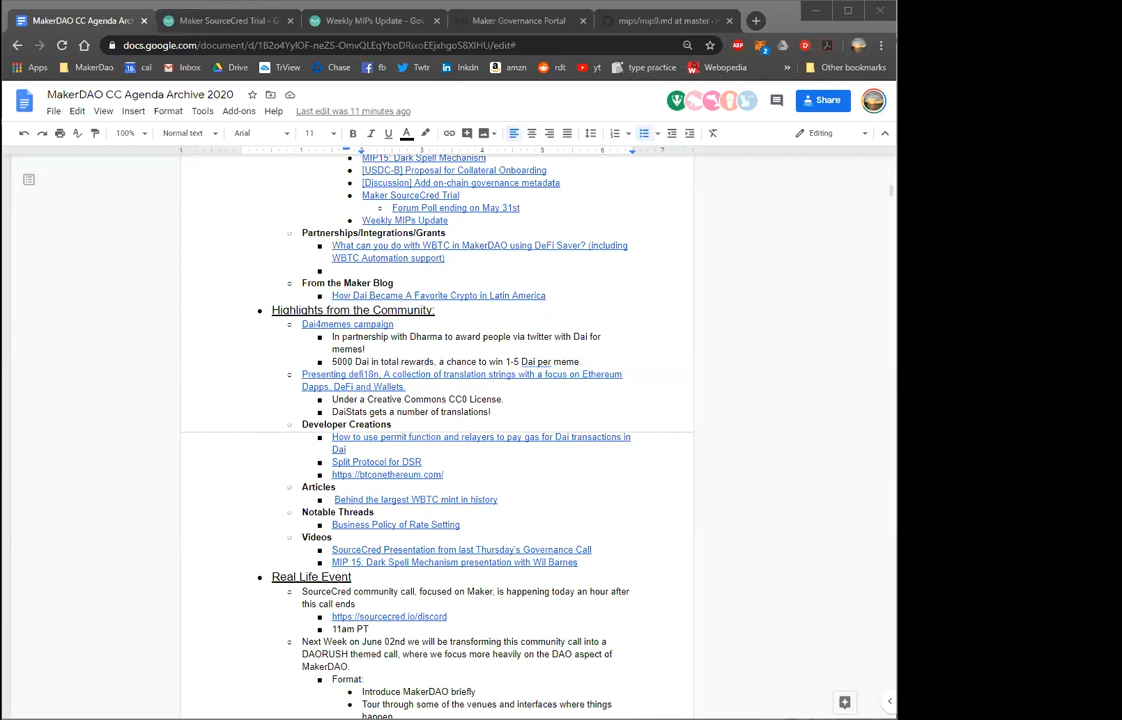 MakerDAO CC Agenda Arch
Maker SourceCred Trial - G
Weekly MIPs Update - Gov
Maker Governance Portal
mips/mip9.md at master · m
docs.google.com/document/d/1B2o4YyIOF-neZS-OmvQLEqYboDRixoEEjxhgoS8XIHU/edit#
Apps
MakerDao
cal
Inbox
Drive
TrView
Chase
fb
Twtr
lnkdn
amzn
rdt
yt
type practice
Webopedia
»
Other bookmarks
MakerDAO CC Agenda Archive 2020
File Edit View Insert Format Tools Add-ons Help Last edit was 11 minutes ago
Share
100% Normal text Arial 11 B I U A Editing
1 1 2 3 4 5 6 7
MIP15: Dark Spell Mechanism
[USDC-B] Proposal for Collateral Onboarding
[Discussion] Add on-chain governance metadata
Maker SourceCred Trial
Forum Poll ending on May 31st
Weekly MIPs Update
Partnerships/Integrations/Grants
What can you do with WBTC in MakerDAO using DeFi Saver? (including
WBTC Automation support)
From the Maker Blog
How Dai Became A Favorite Crypto in Latin America
Highlights from the Community:
Dai4memes campaign
In partnership with Dharma to award people via twitter with Dai for
memes!
5000 Dai in total rewards, a chance to win 1-5 Dai per meme.
Presenting defi18n, A collection of translation strings with a focus on Ethereum
Dapps, DeFi and Wallets.
Under a Creative Commons CC0 License.
DaiStats gets a number of translations!
Developer Creations
How to use permit function and relayers to pay gas for Dai transactions in
Dai
Split Protocol for DSR
https://btconethereum.com/
Articles
Behind the largest WBTC mint in history
Notable Threads
Business Policy of Rate Setting
Videos
SourceCred Presentation from last Thursday's Governance Call
MIP 15: Dark Spell Mechanism presentation with Wil Barnes
Real Life Event
SourceCred community call, focused on Maker, is happening today an hour after
this call ends
https://sourcecred.io/discord
11am PT
Next Week on June 02nd we will be transforming this community call into a
DAORUSH themed call, where we focus more heavily on the DAO aspect of
MakerDAO.
Format:
Introduce MakerDAO briefly
Tour through some of the venues and interfaces where things
happen